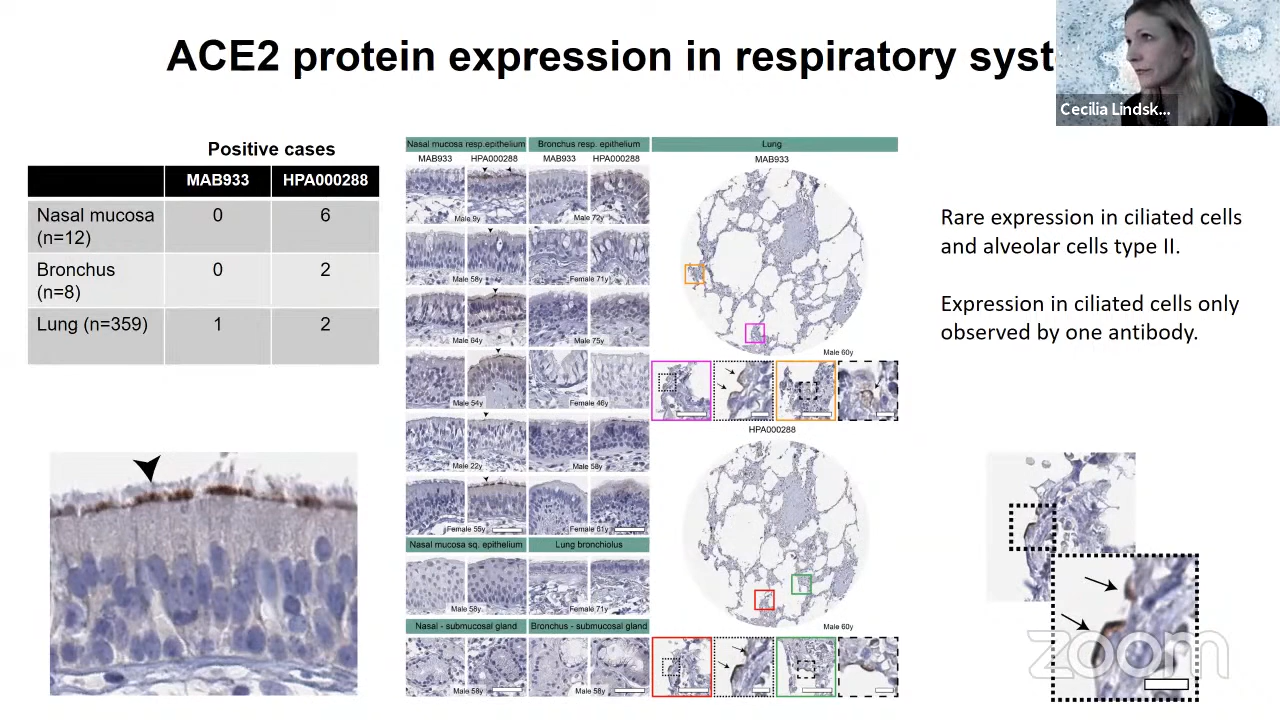 ACE2 protein expression in respiratory syst
Cecilia Lindsk...
Positive cases
MAB933 HPA000288
Nasal mucosa (n=12) 0 6
Bronchus (n=8) 0 2
Lung (n=359) 1 2
Nasal mucosa resp.epithelium Bronchus resp. epithelium Lung
MAB933 HPA000288 MAB933 HPA000288 MAB933
Male 9y Male 72y
Male 58y Female 71y
Male 64y Male 75y
Male 60y
Male 54y Female 46y
HPA000288
Male 22y Male 58y
Female 55y Female 61y
Nasal mucosa sq. epithelium Lung bronchiolus
Male 58y Female 71y
Nasal - submucosal gland Bronchus - submucosal gland
Male 60y
Male 58y Male 58y
Rare expression in ciliated cells
and alveolar cells type II.
Expression in ciliated cells only
observed by one antibody.
zoom